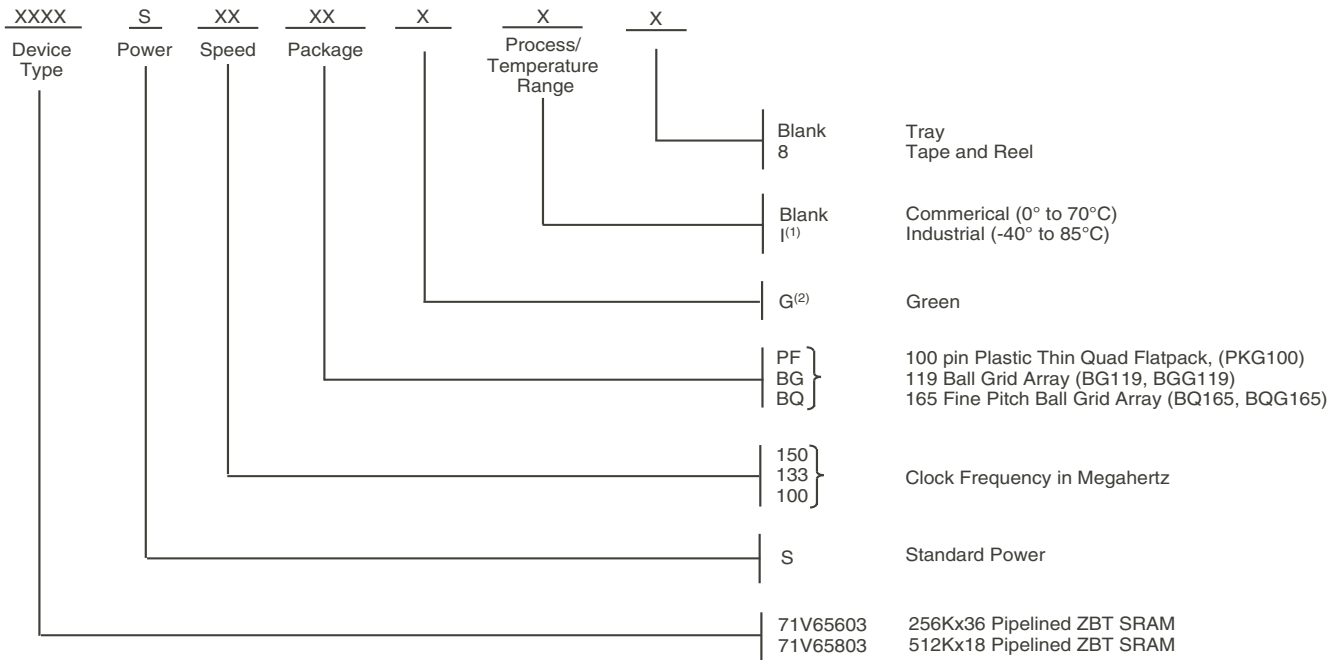 XXXX S XX XX X X X
Device Type Power Speed Package Process/ Temperature Range
Blank Tray
8 Tape and Reel
Blank Commerical (0° to 70°C)
I(1) Industrial (-40° to 85°C)
G(2) Green
PF 100 pin Plastic Thin Quad Flatpack, (PKG100)
BG 119 Ball Grid Array (BG119, BGG119)
BQ 165 Fine Pitch Ball Grid Array (BQ165, BQG165)
150
133 Clock Frequency in Megahertz
100
S Standard Power
71V65603 256Kx36 Pipelined ZBT SRAM
71V65803 512Kx18 Pipelined ZBT SRAM